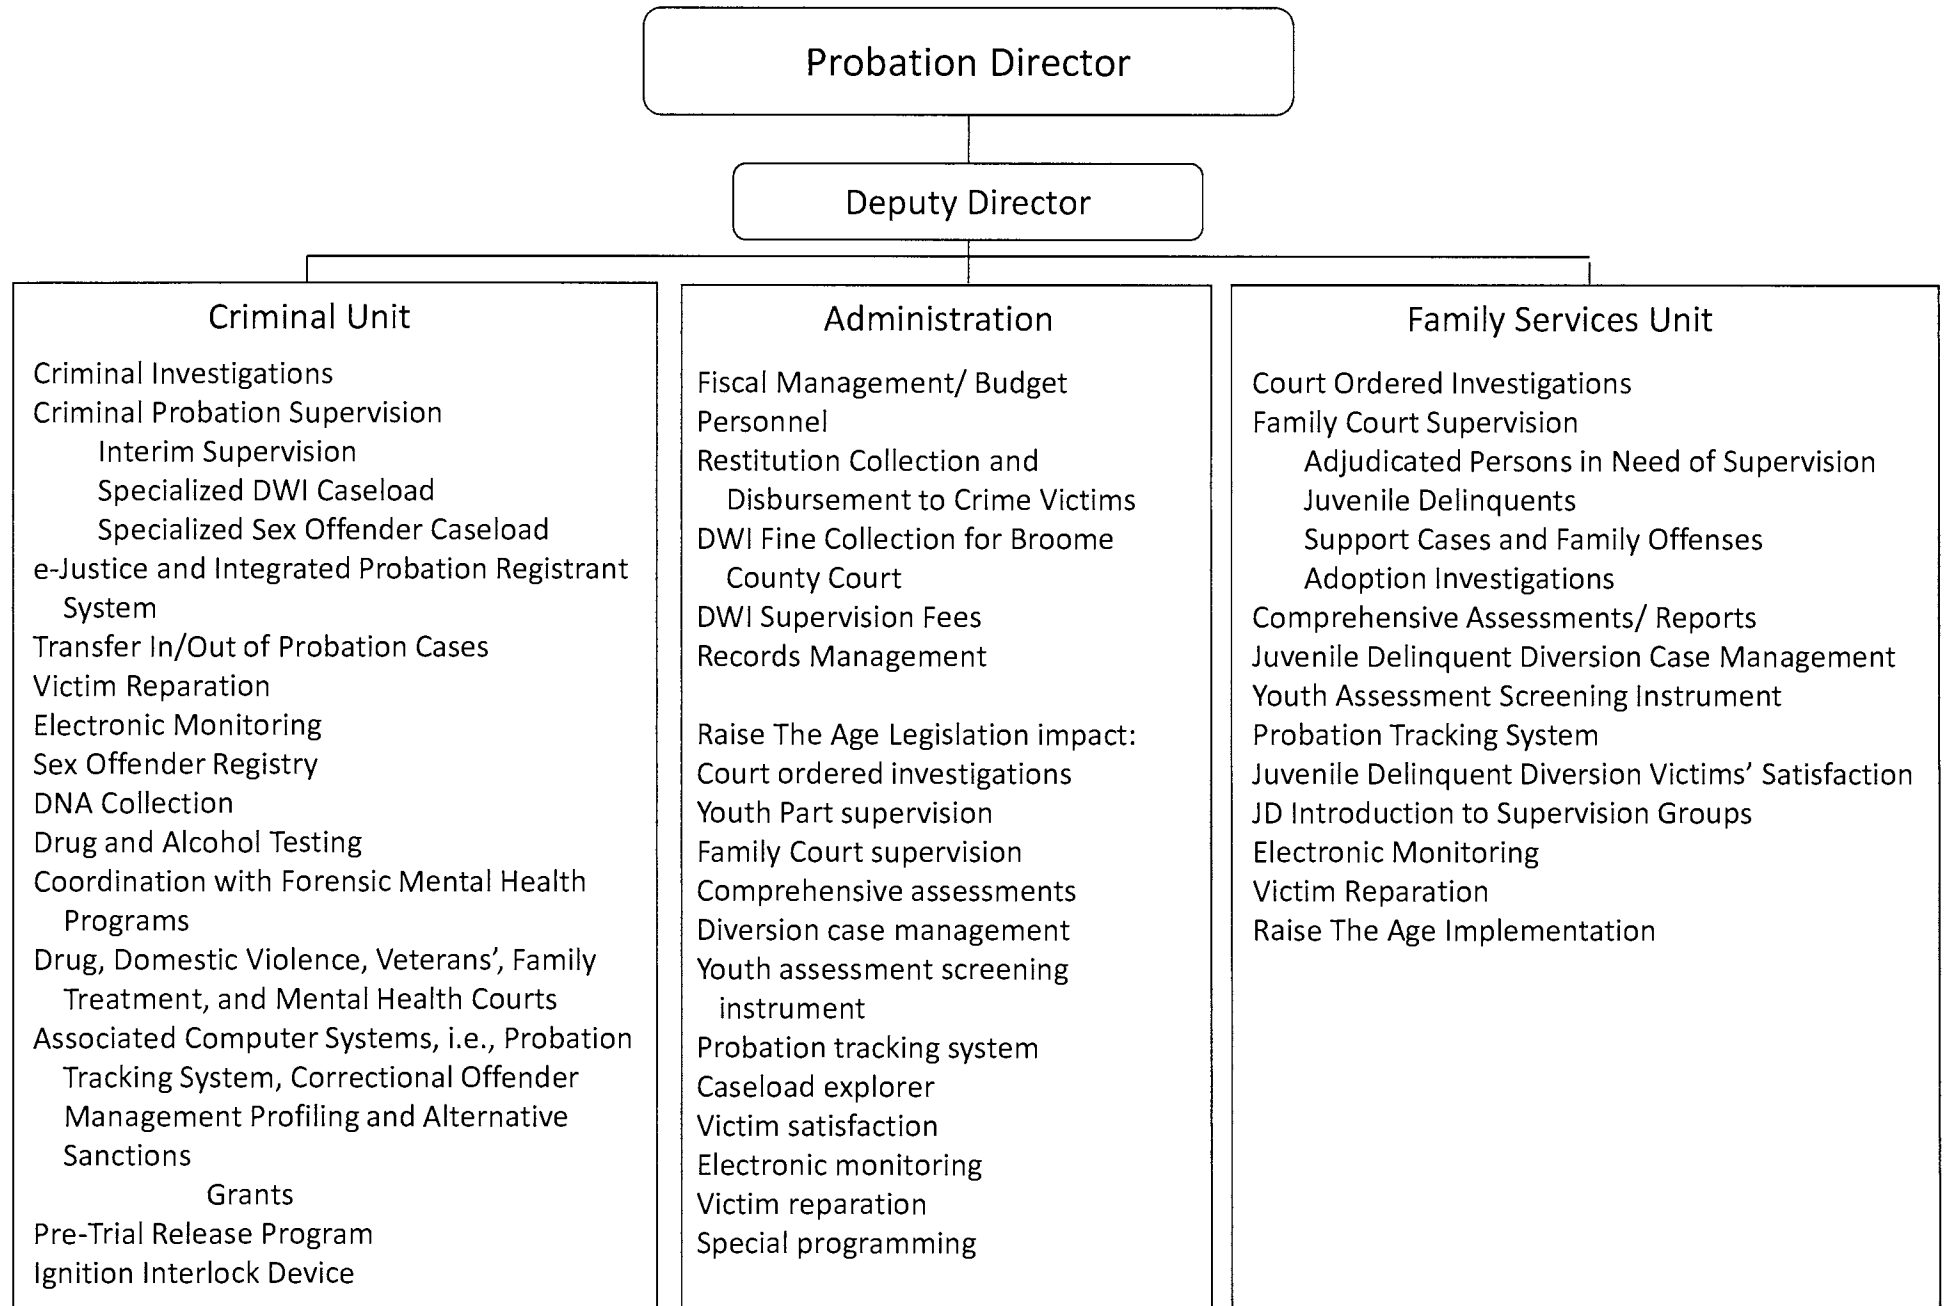 Probation Director
Deputy Director
Criminal Unit
Criminal Investigations
Criminal Probation Supervision
Interim Supervision
Specialized DWI Caseload
Specialized Sex Offender Caseload
e-Justice and Integrated Probation Registrant
System
Transfer In/Out of Probation Cases
Victim Reparation
Electronic Monitoring
Sex Offender Registry
DNA Collection
Drug and Alcohol Testing
Coordination with Forensic Mental Health
Programs
Drug, Domestic Violence, Veterans’, Family
Treatment, and Mental Health Courts
Associated Computer Systems, i.e., Probation
Tracking System, Correctional Offender
Management Profiling and Alternative
Sanctions
Grants
Pre-Trial Release Program
Ignition Interlock Device
Administration
Fiscal Management/ Budget
Personnel
Restitution Collection and
Disbursement to Crime Victims
DWI Fine Collection for Broome
County Court
DWI Supervision Fees
Records Management
Raise The Age Legislation impact:
Court ordered investigations
Youth Part supervision
Family Court supervision
Comprehensive assessments
Diversion case management
Youth assessment screening
instrument
Probation tracking system
Caseload explorer
Victim satisfaction
Electronic monitoring
Victim reparation
Special programming
Family Services Unit
Court Ordered Investigations
Family Court Supervision
Adjudicated Persons in Need of Supervision
Juvenile Delinquents
Support Cases and Family Offenses
Adoption Investigations
Comprehensive Assessments/ Reports
Juvenile Delinquent Diversion Case Management
Youth Assessment Screening Instrument
Probation Tracking System
Juvenile Delinquent Diversion Victims’ Satisfaction
JD Introduction to Supervision Groups
Electronic Monitoring
Victim Reparation
Raise The Age Implementation